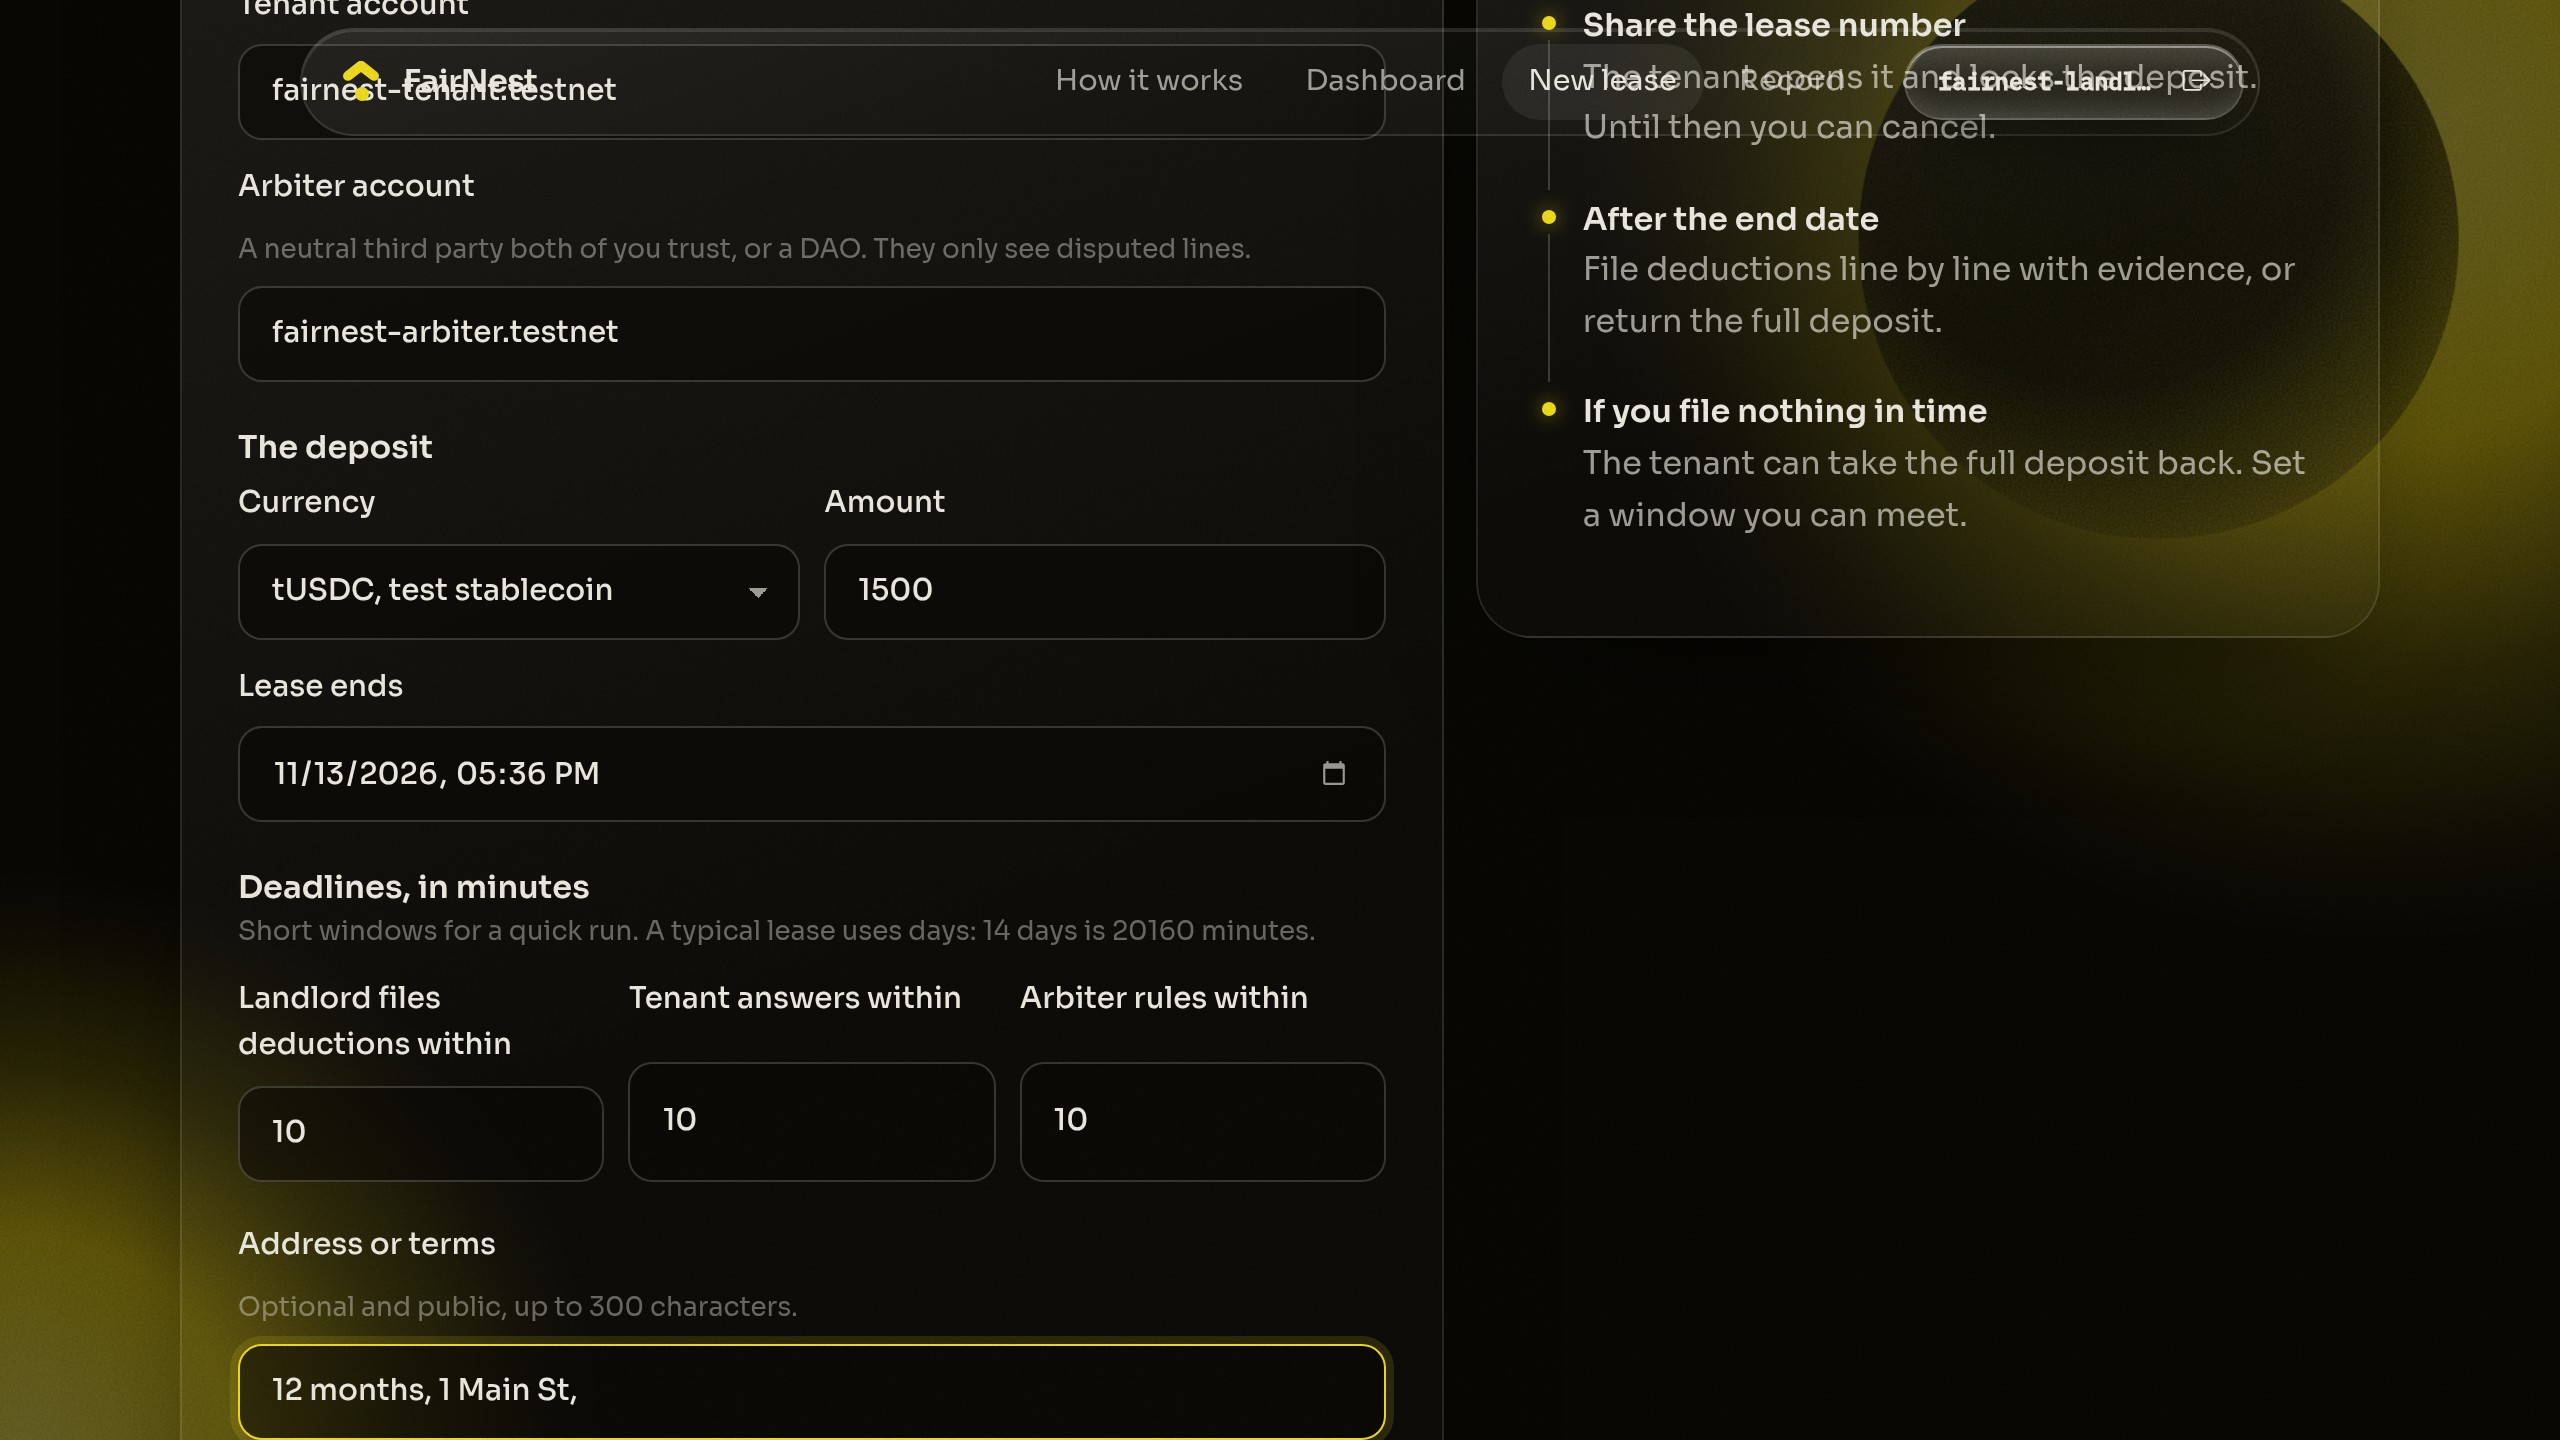 Tenant account
fairnest-tenant.testnet
FairNest
How it works
Dashboard
New lease
Record
fairnest-landl…
Arbiter account
A neutral third party both of you trust, or a DAO. They only see disputed lines.
fairnest-arbiter.testnet
The deposit
Currency
Amount
tUSDC, test stablecoin
1500
Lease ends
11/13/2026, 05:36 PM
Deadlines, in minutes
Short windows for a quick run. A typical lease uses days: 14 days is 20160 minutes.
Landlord files
deductions within
Tenant answers within
Arbiter rules within
10
10
10
Address or terms
Optional and public, up to 300 characters.
12 months, 1 Main St,
Share the lease number
The tenant opens it and locks the deposit.
Until then you can cancel.
After the end date
File deductions line by line with evidence, or
return the full deposit.
If you file nothing in time
The tenant can take the full deposit back. Set
a window you can meet.